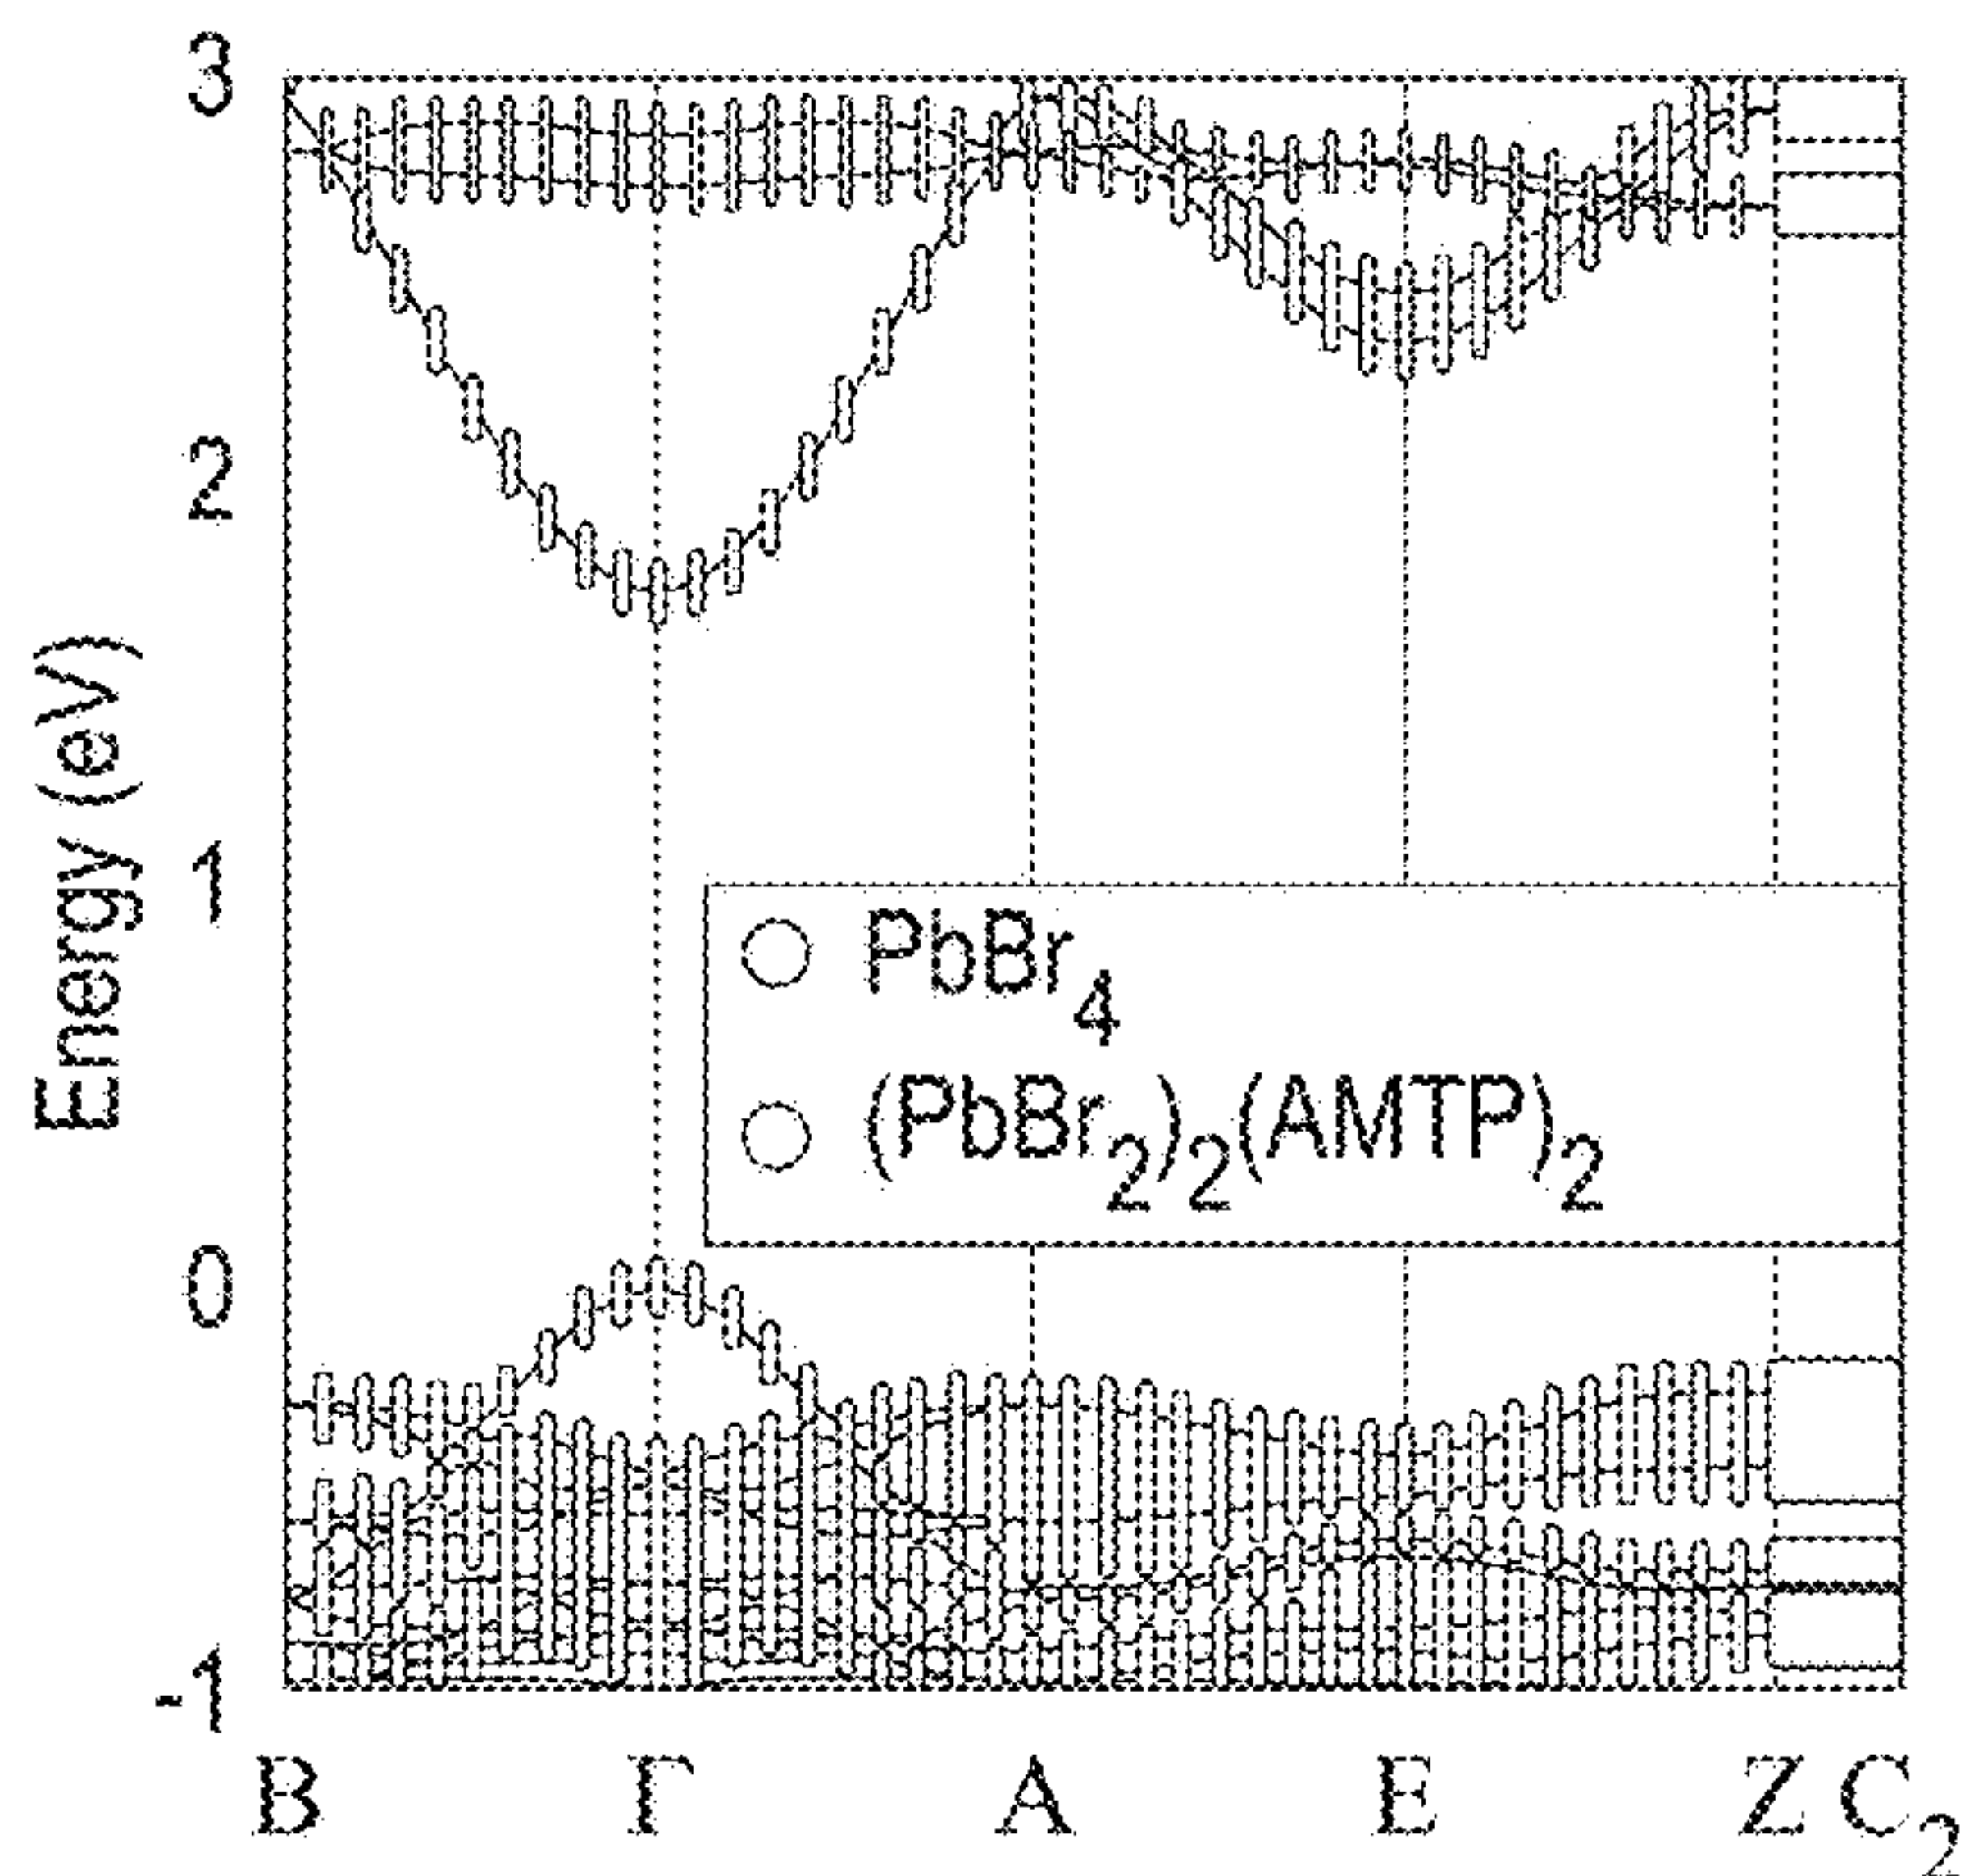 3
2
1
0
-1
Energy (eV)
PbBr4
(PbBr2)2(AMTP)2
B Γ A E Z C2